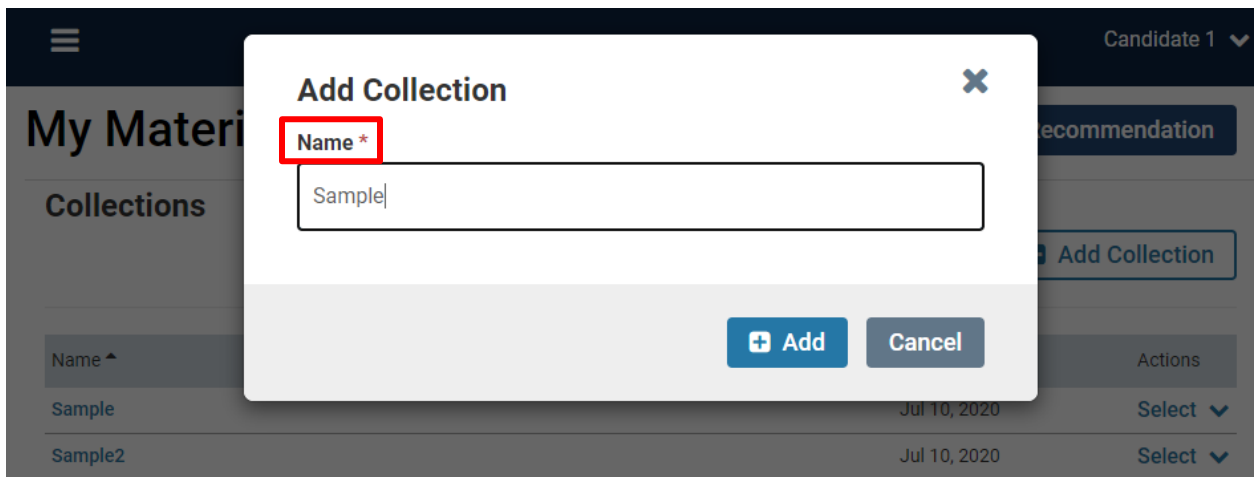 Candidate 1
My Materi
ecommendation
Collections
Add Collection
Add Collection
Name *
Sample
Add Cancel
Name Actions
Sample Jul 10, 2020 Select
Sample2 Jul 10, 2020 Select